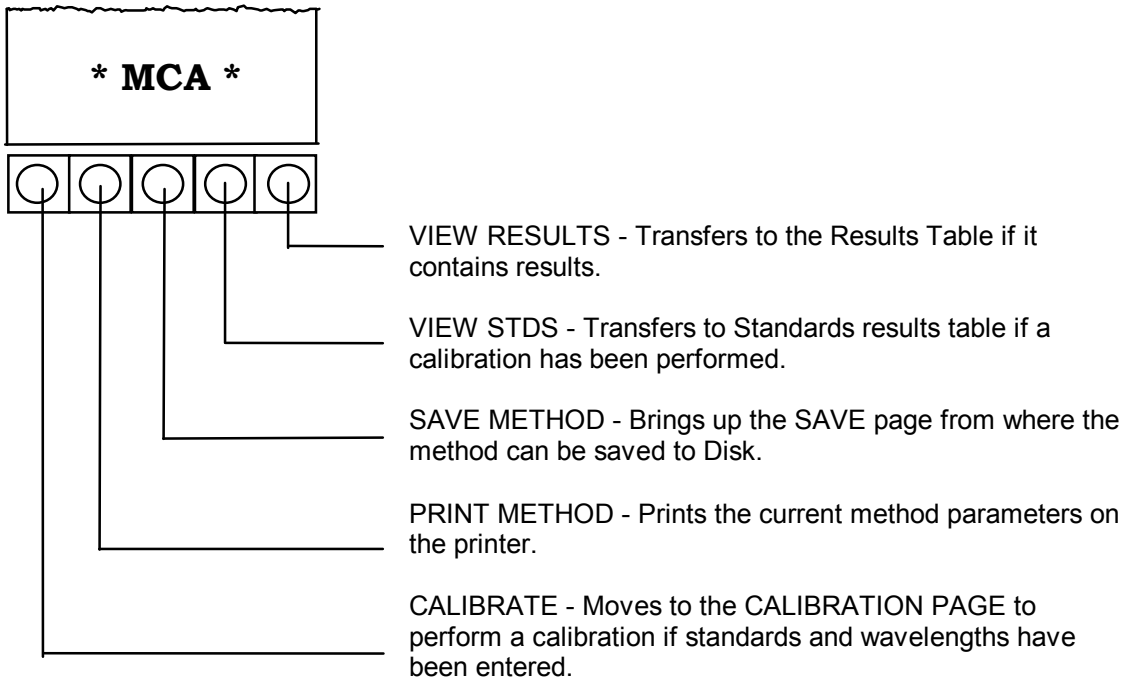 * MCA *
VIEW RESULTS - Transfers to the Results Table if it
contains results.
VIEW STDS - Transfers to Standards results table if a
calibration has been performed.
SAVE METHOD - Brings up the SAVE page from where the
method can be saved to Disk.
PRINT METHOD - Prints the current method parameters on
the printer.
CALIBRATE - Moves to the CALIBRATION PAGE to
perform a calibration if standards and wavelengths have
been entered.